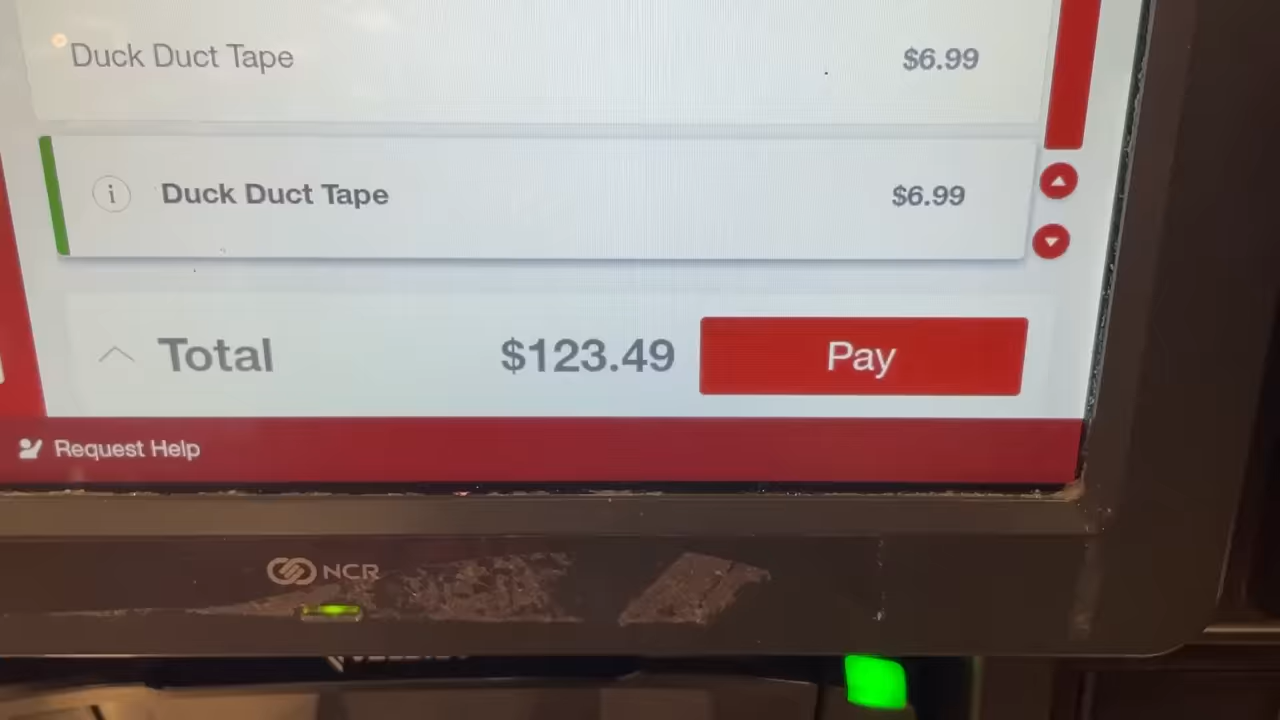 Duck Duct Tape $6.99
i Duck Duct Tape $6.99
Total $123.49 Pay
Request Help
NCR